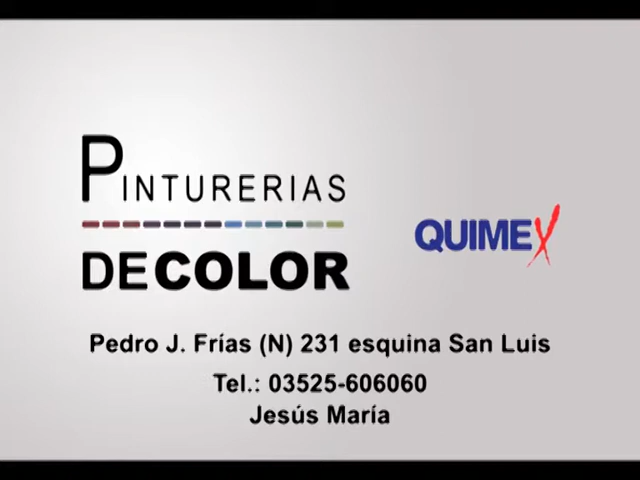 PINTURERIAS
DECOLOR
QUIMEX
Pedro J. Frías (N) 231 esquina San Luis
Tel.: 03525-606060
Jesús María